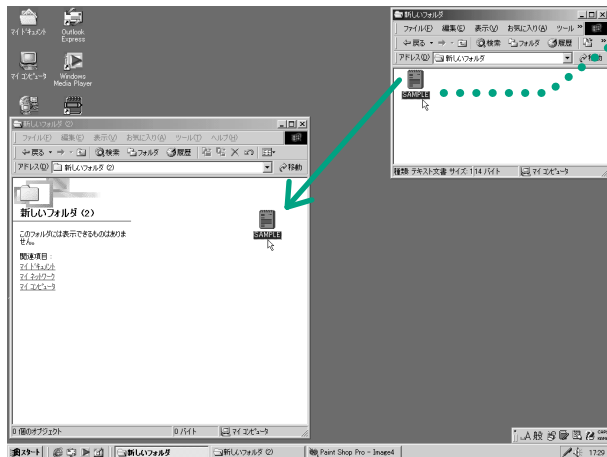 マイ ドキュメント
Outlook Express
マイ コンピュータ
Windows Media Player
新しいフォルダ (2)
ファイル(F) 編集(E) 表示(V) お気に入り(A) ツール(T) ヘルプ(H)
戻る 検索 フォルダ 履歴
アドレス(D) 新しいフォルダ (2) 移動
新しいフォルダ (2)
このフォルダには表示できるものはありま
せん。
関連項目:
マイ ドキュメント
マイ ネットワーク
マイ コンピュータ
SAMPLE
0 個のオブジェクト 0 バイト マイ コンピュータ
新しいフォルダ
ファイル(F) 編集(E) 表示(V) お気に入り(A) ツール »
戻る 検索 フォルダ 履歴 »
アドレス(D) 新しいフォルダ 移動
SAMPLE
種類: テキスト文書 サイズ: 114 バイト マイ コンピュータ
A 般
スタート 新しいフォルダ 新しいフォルダ (2) Paint Shop Pro - Image4 17:29